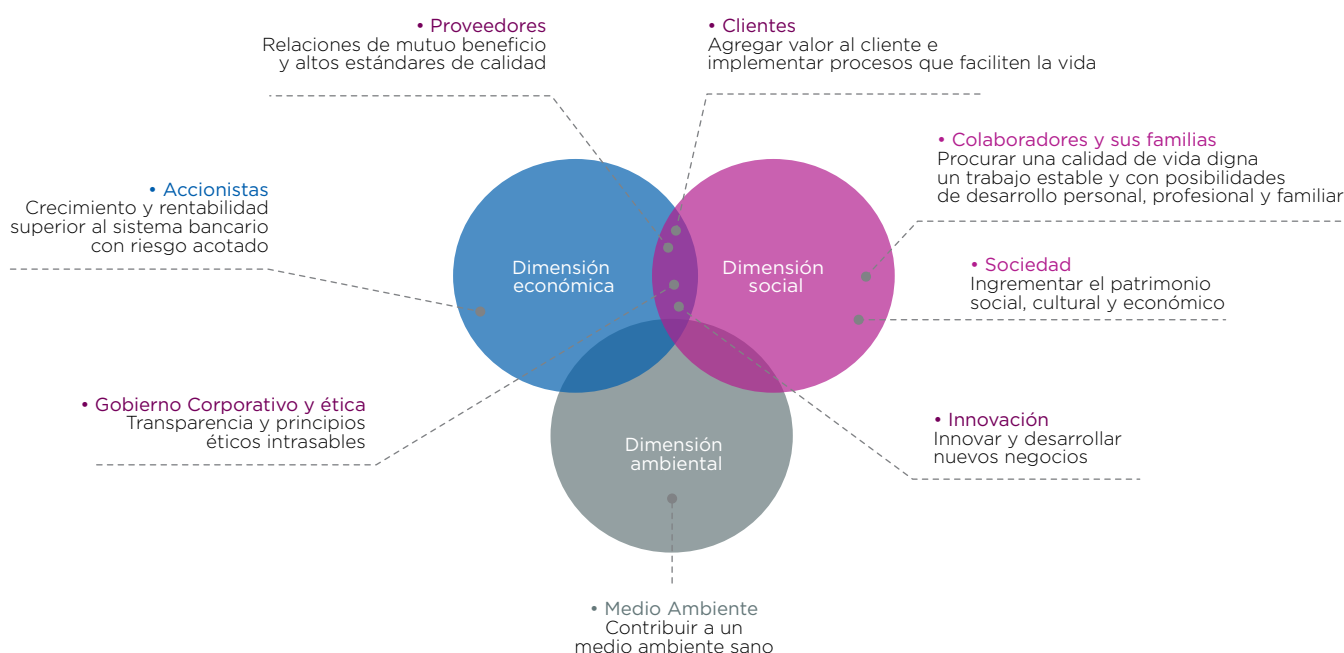 • Proveedores
Relaciones de mutuo beneficio
y altos estándares de calidad
• Clientes
Agregar valor al cliente e
implementar procesos que faciliten la vida
• Colaboradores y sus familias
Procurar una calidad de vida digna
un trabajo estable y con posibilidades
de desarrollo personal, profesional y familiar
• Accionistas
Crecimiento y rentabilidad
superior al sistema bancario
con riesgo acotado
Dimensión
económica
Dimensión
social
• Sociedad
Ingrementar el patrimonio
social, cultural y económico
• Gobierno Corporativo y ética
Transparencia y principios
éticos intrasables
Dimensión
ambiental
• Innovación
Innovar y desarrollar
nuevos negocios
• Medio Ambiente
Contribuir a un
medio ambiente sano